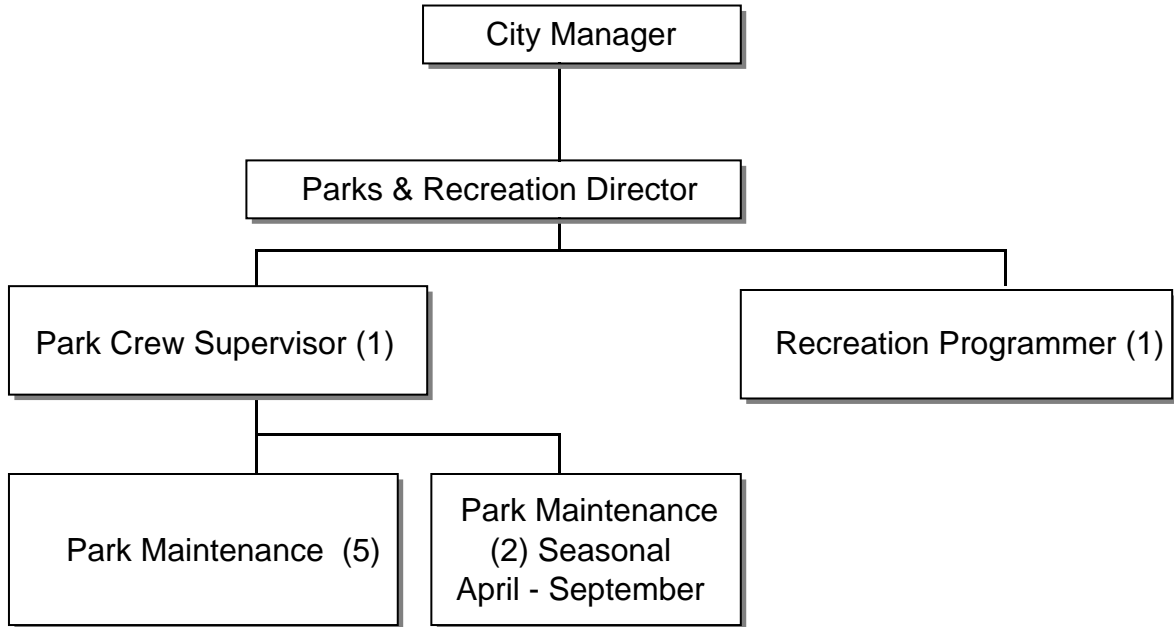 City Manager
Parks & Recreation Director
Park Crew Supervisor (1)
Recreation Programmer (1)
Park Maintenance  (5)
Park Maintenance
(2) Seasonal
April - September